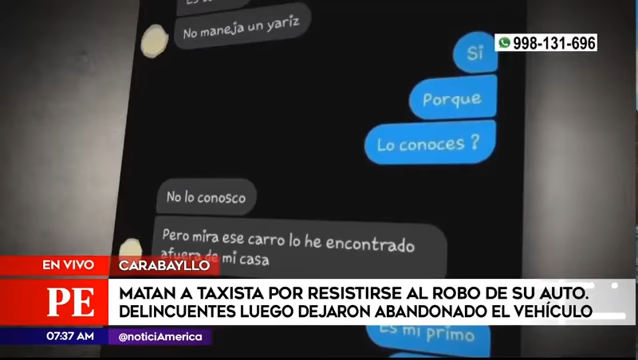 No maneja un yariz
998-131-696
Si
Porque
Lo conoces ?
No lo conosco
Pero mira ese carro lo he encontrado
afuera de mi casa
EN VIVO
CARABAYLLO
PE
MATAN A TAXISTA POR RESISTIRSE AL ROBO DE SU AUTO.
DELINCUENTES LUEGO DEJARON ABANDONADO EL VEHÍCULO
Es mi primo
07:37 AM
@noticiAmerica